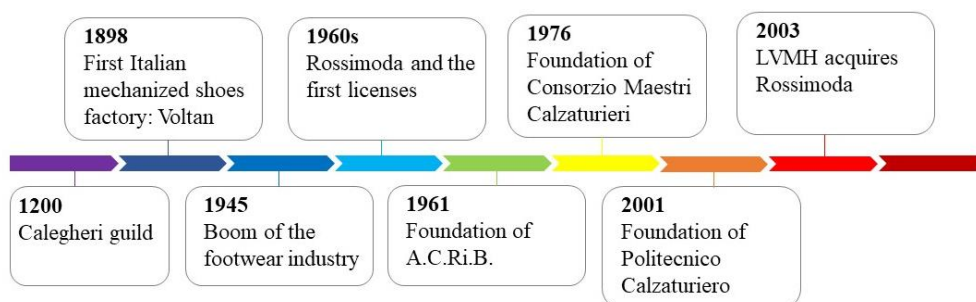 1898
First Italian
mechanized shoes
factory: Voltan
1960s
Rossimoda and the
first licenses
1976
Foundation of
Consorzio Maestri
Calzaturieri
2003
LVMH acquires
Rossimoda
1200
Calegheri guild
1945
Boom of the
footwear industry
1961
Foundation of
A.C.Ri.B.
2001
Foundation of
Politecnico
Calzaturiero